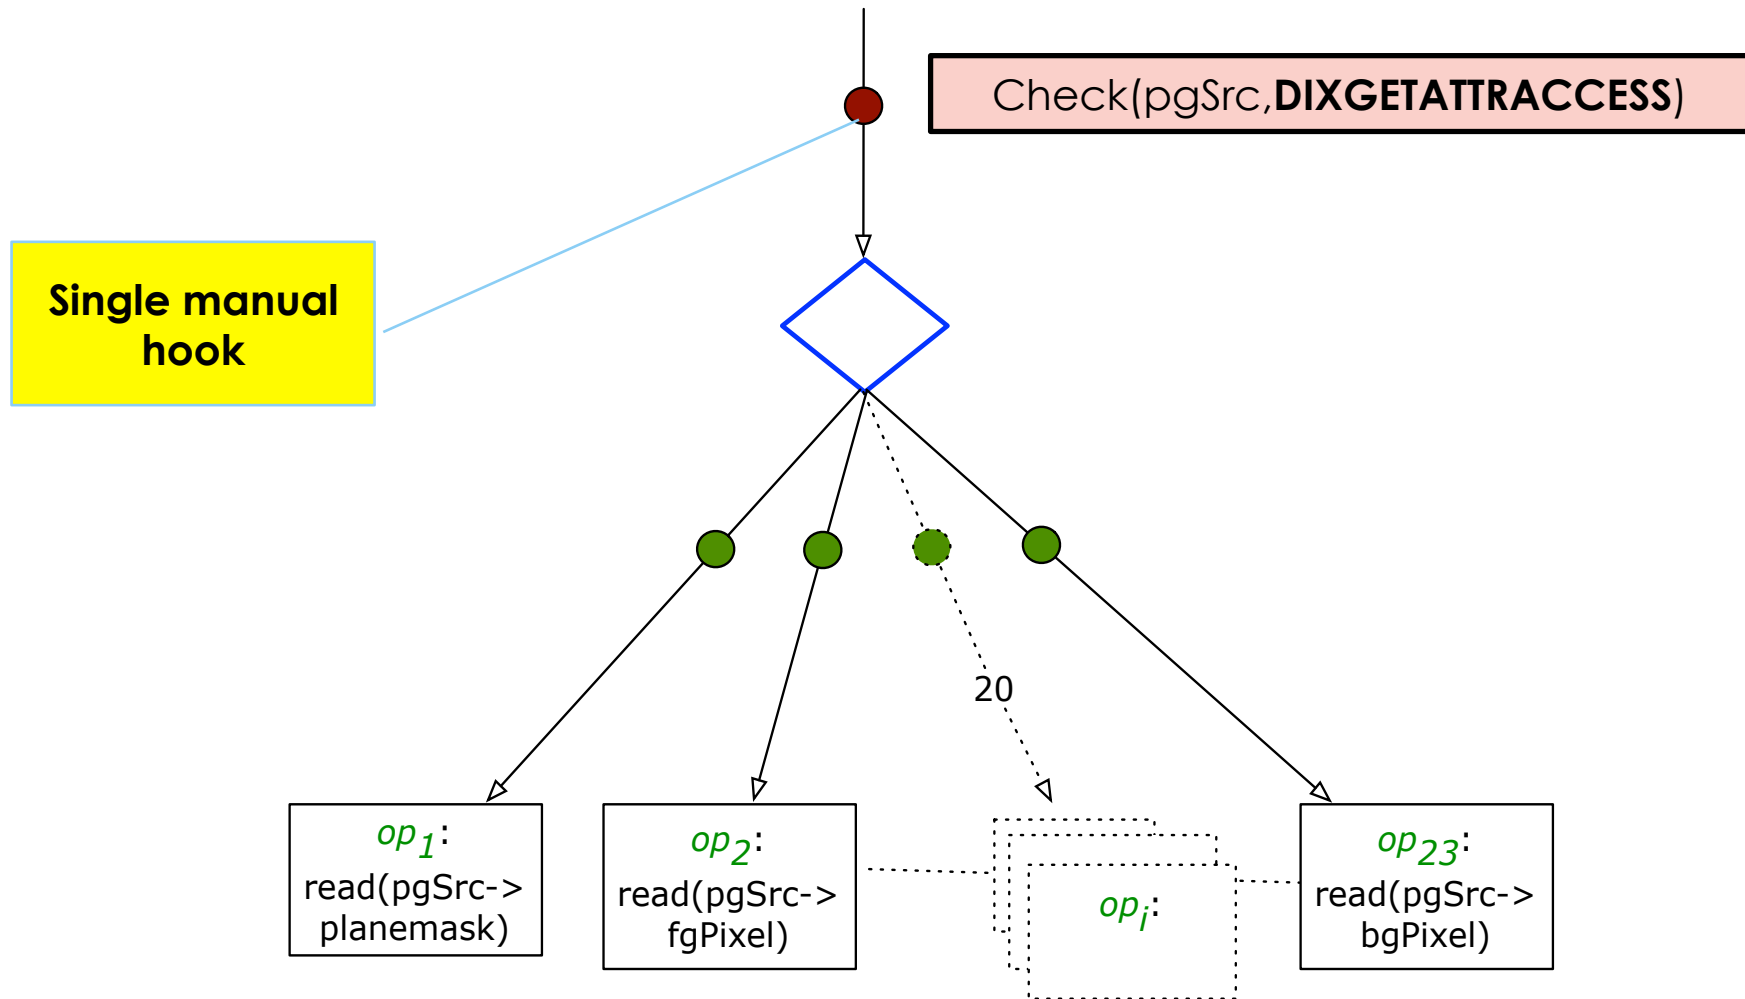 Check(pgSrc,DIXGETATTRACCESS)
Single manual
hook
20
op1:
read(pgSrc->
planemask)
op2:
read(pgSrc->
fgPixel)
opi:
op23:
read(pgSrc->
bgPixel)